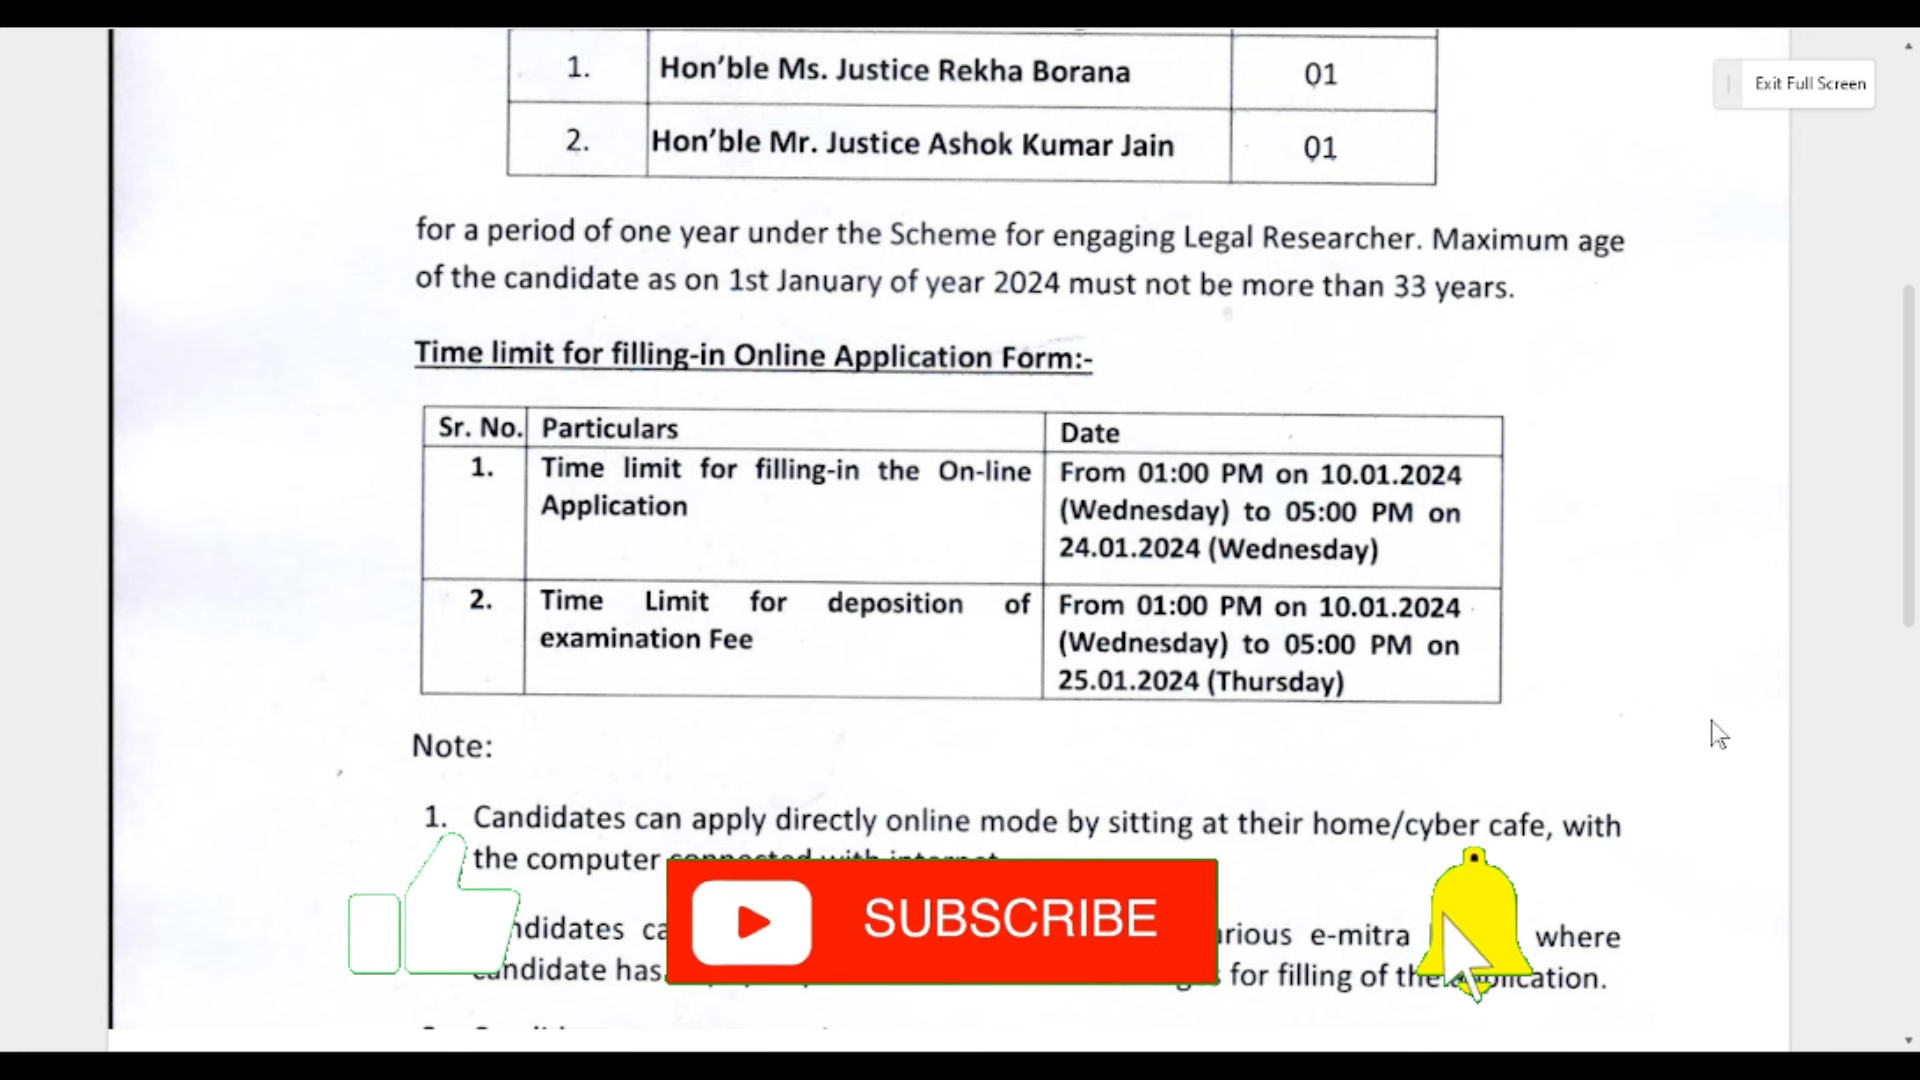 1. Hon'ble Ms. Justice Rekha Borana 01
Exit Full Screen
2. Hon'ble Mr. Justice Ashok Kumar Jain 01
for a period of one year under the Scheme for engaging Legal Researcher. Maximum age
of the candidate as on 1st January of year 2024 must not be more than 33 years.
Time limit for filling-in Online Application Form:-
Sr. No. Particulars Date
1. Time limit for filling-in the On-line From 01:00 PM on 10.01.2024
Application (Wednesday) to 05:00 PM on
24.01.2024 (Wednesday)
2. Time Limit for deposition of From 01:00 PM on 10.01.2024
examination Fee (Wednesday) to 05:00 PM on
25.01.2024 (Thursday)
Note:
1. Candidates can apply directly online mode by sitting at their home/cyber cafe, with
the computer connected with internet
e-mitra where
candidate has for filling of the application.
SUBSCRIBE